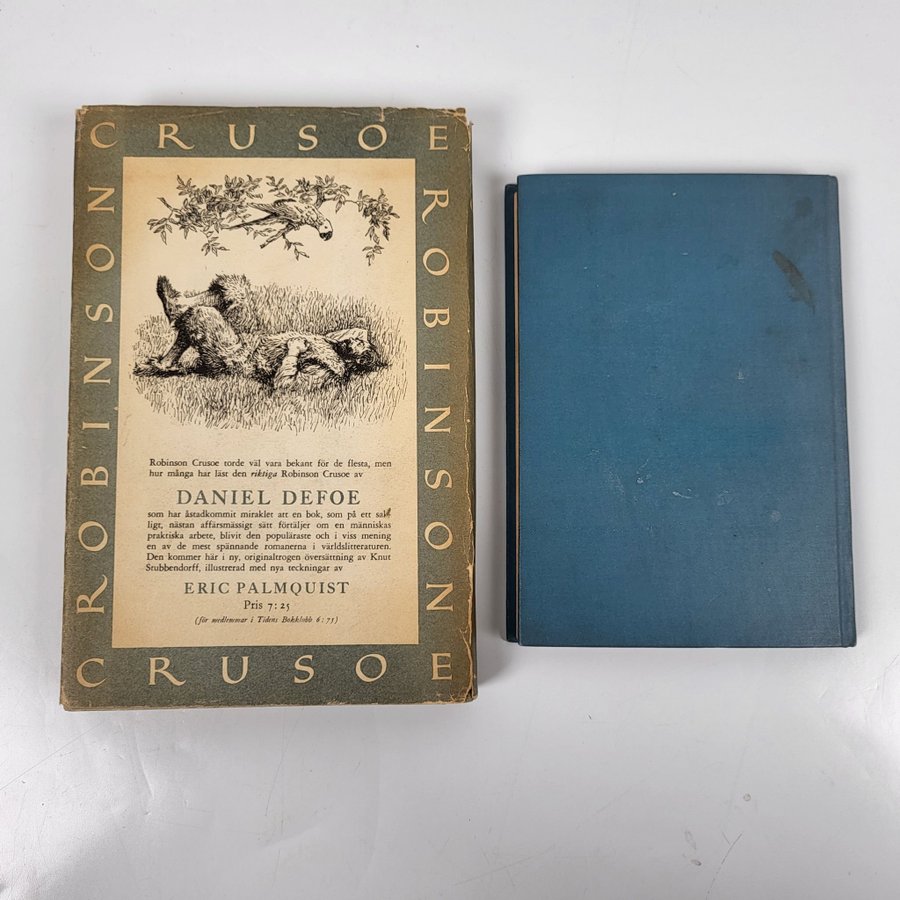 CRUSOE
ROBINSON
ROBINSON
Robinson Crusoe torde väl vara bekant för de flesta, men
hur många har läst den riktiga Robinson Crusoe av
DANIEL DEFOE
som har åstadkommit miraklet att en bok, som på ett sak-
ligt, nästan affärsmässigt sätt förtäljer om en människas
praktiska arbete, blivit den populäraste och i viss mening
en av de mest spännande romanerna i världslitteraturen.
Den kommer här i ny, originaltrogen översättning av Knut
Stubbendorff, illustrerad med nya teckningar av
ERIC PALMQUIST
Pris 7:25
(för medlemmar i Tidens Bokklubb 6:75)
CRUSOE